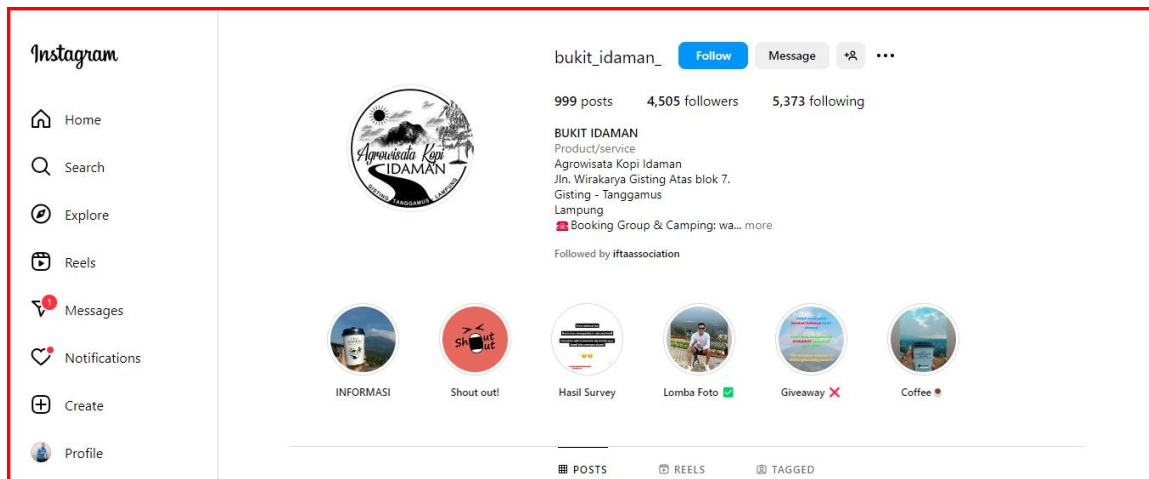 Instagram
Home
Search
Explore
Reels
1
Messages
Notifications
Create
Profile
bukit_idaman_
Follow
Message
999 posts 4,505 followers 5,373 following
BUKIT IDAMAN
Product/service
Agrowisata Kopi Idaman
Jln. Wirakarya Gisting Atas blok 7.
Gisting - Tanggamus
Lampung
☎️Booking Group & Camping: wa... more
Followed by iftaassociation
Agrowisata Kopi
IDAMAN
GISTING TANGGAMUS LAMPUNG
Shout
ut
INFORMASI
Shout out!
Hasil Survey
Lomba Foto ✅
Giveaway ❌
Coffee
POSTS
REELS
TAGGED